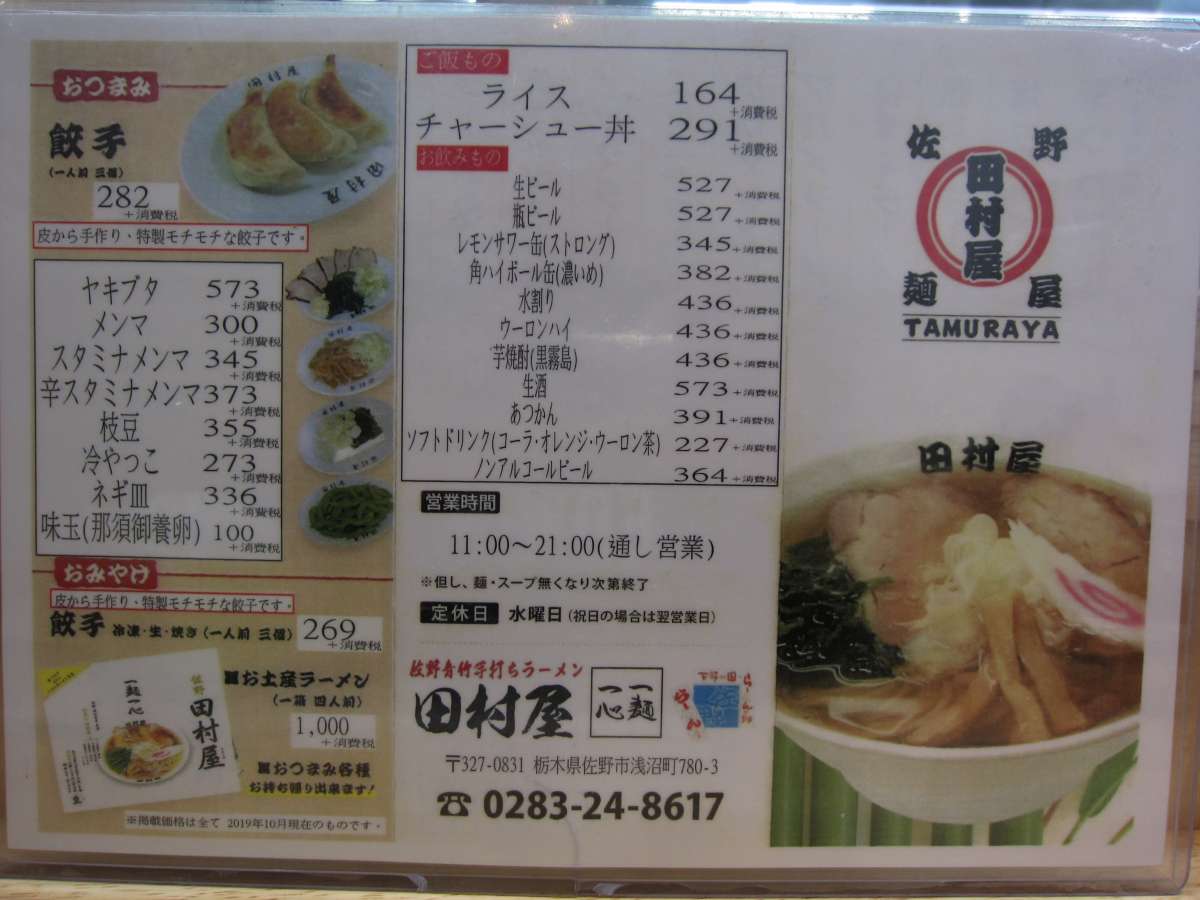 おつまみ
田村屋
田村屋
餃子
(一人前 三個)
282
+消費税
皮から手作り、特製モチモチな餃子です。
ヤキブタ 573
+消費税
メンマ 300
+消費税
スタミナメンマ 345
+消費税
辛スタミナメンマ 373
+消費税
枝豆 355
+消費税
冷やっこ 273
+消費税
ネギ皿 336
+消費税
味玉(那須御養卵) 100
+消費税
おみやけ
皮から手作り、特製モチモチな餃子です。
餃子 冷凍・生・焼き (一人前 三個) 269
+消費税
お土産ラーメン
(一箱 四人前)
1,000
+消費税
おつまみ各種
お持ち帰り出来ます!
佐野
田村屋
一麺一心
※掲載価格は全て 2019年10月現在のものです。
ご飯もの
ライス 164
+消費税
チャーシュー丼 291
+消費税
お飲みもの
生ビール 527 +消費税
瓶ビール 527 +消費税
レモンサワー缶(ストロング) 345 +消費税
角ハイボール缶(濃いめ) 382 +消費税
水割り 436 +消費税
ウーロンハイ 436 +消費税
芋焼酎(黒霧島) 436 +消費税
生酒 573 +消費税
あつかん 391 +消費税
ソフトドリンク(コーラ・オレンジ・ウーロン茶) 227 +消費税
ノンアルコールビール 364 +消費税
営業時間
11:00〜21:00(通し営業)
※但し、麺・スープ無くなり次第終了
定休日 水曜日 (祝日の場合は翌営業日)
佐野青竹手打ちラーメン
田村屋
一麺
一心
〒327-0831 栃木県佐野市浅沼町780-3
☎ 0283-24-8617
佐野
田村屋
麺屋
TAMURAYA
田村屋